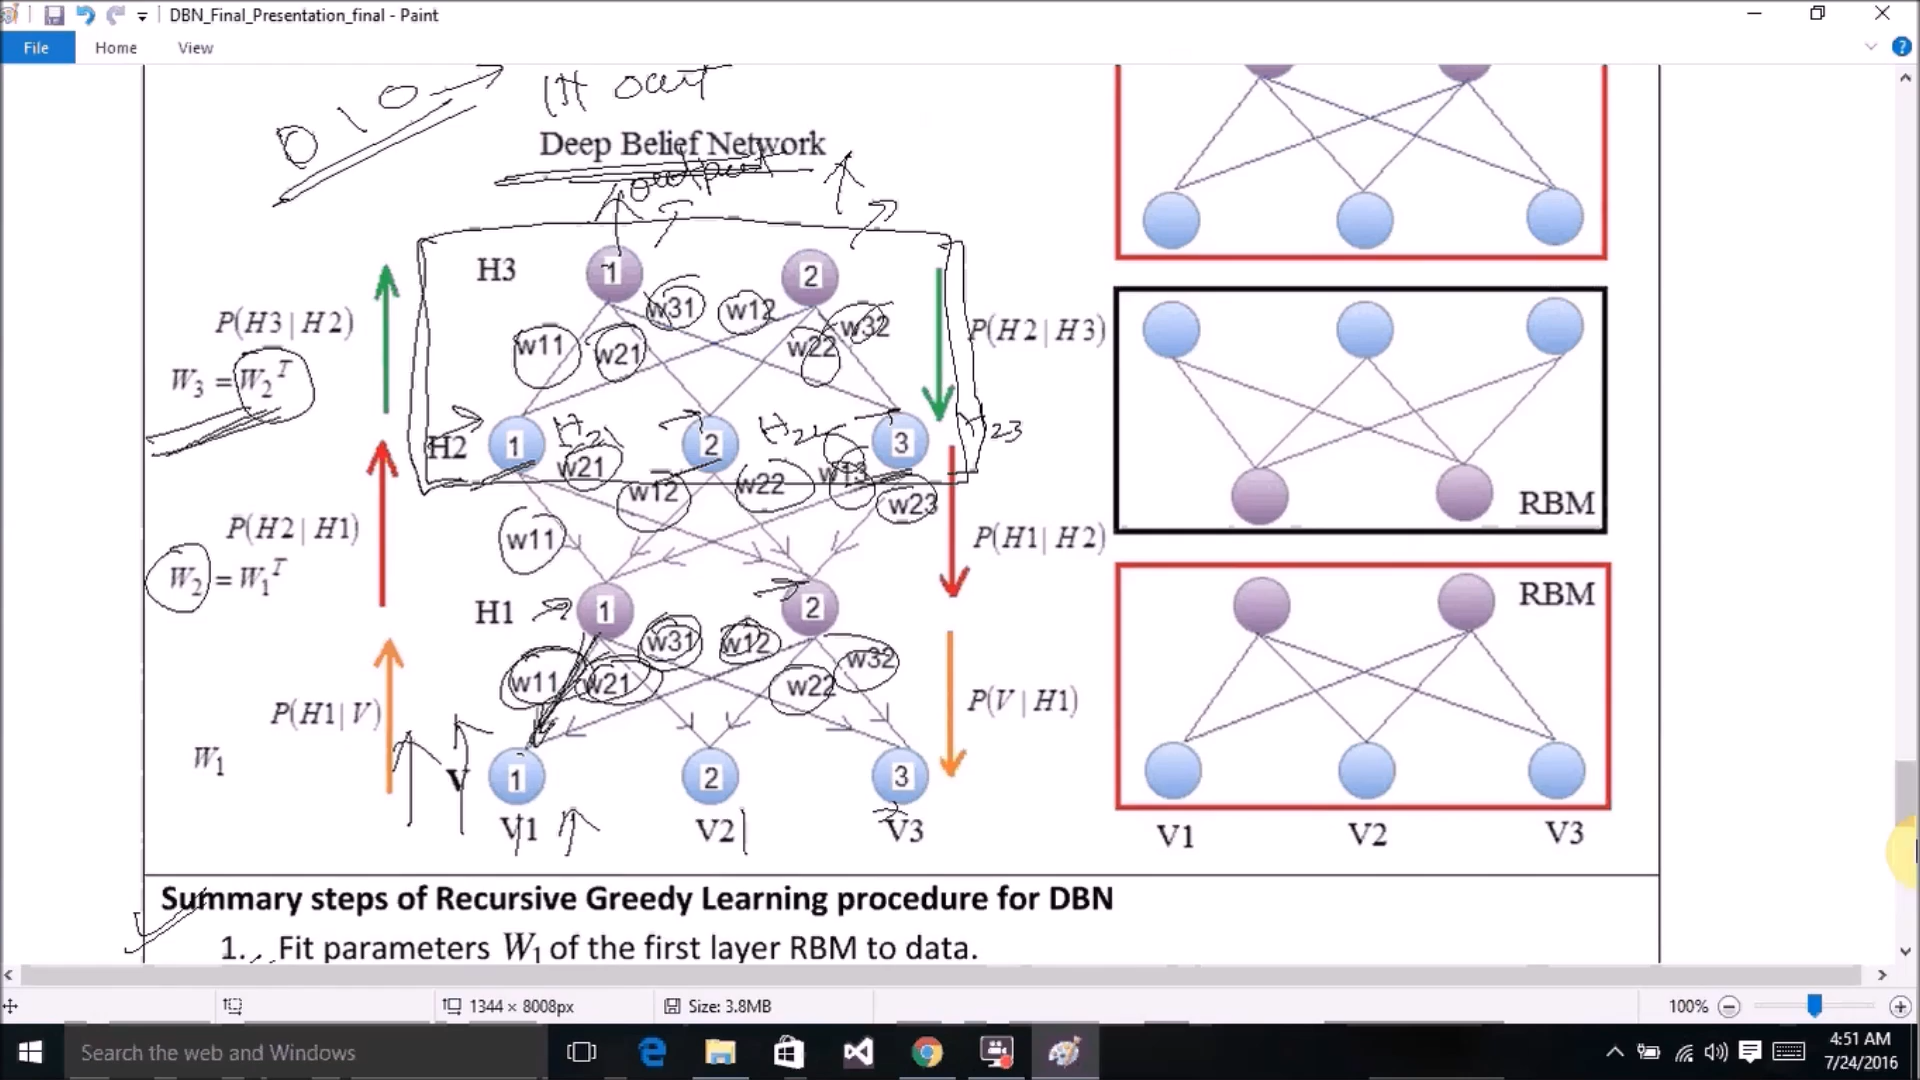 DBN_Final_Presentation_final - Paint
File Home View
Deep Belief Network
output
H3 1 2
w31 w12 w32
P(H3 | H2) w11 w21 w22 P(H2 | H3)
W₃ = W₂ᵀ
H2 1 2 3 23
w21 w12 w22 w13 w23
RBM
P(H2 | H1) w11 P(H1 | H2)
W₂ = W₁ᵀ
H1 1 2 RBM
w31 w12 w32
w11 w21 w22
P(H1 | V) P(V | H1)
W₁
V 1 2 3
V1 V2 V3 V1 V2 V3
Summary steps of Recursive Greedy Learning procedure for DBN
1. Fit parameters W₁ of the first layer RBM to data.
1344 × 8008px Size: 3.8MB 100%
Search the web and Windows
4:51 AM
7/24/2016